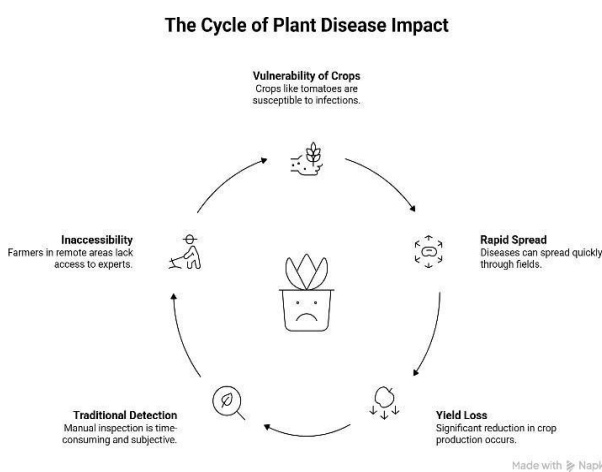 The Cycle of Plant Disease Impact
Vulnerability of Crops
Crops like tomatoes are
susceptible to infections.
Rapid Spread
Diseases can spread quickly
through fields.
Yield Loss
Significant reduction in crop
production occurs.
Traditional Detection
Manual inspection is time-
consuming and subjective.
Inaccessibility
Farmers in remote areas lack
access to experts.
Made with